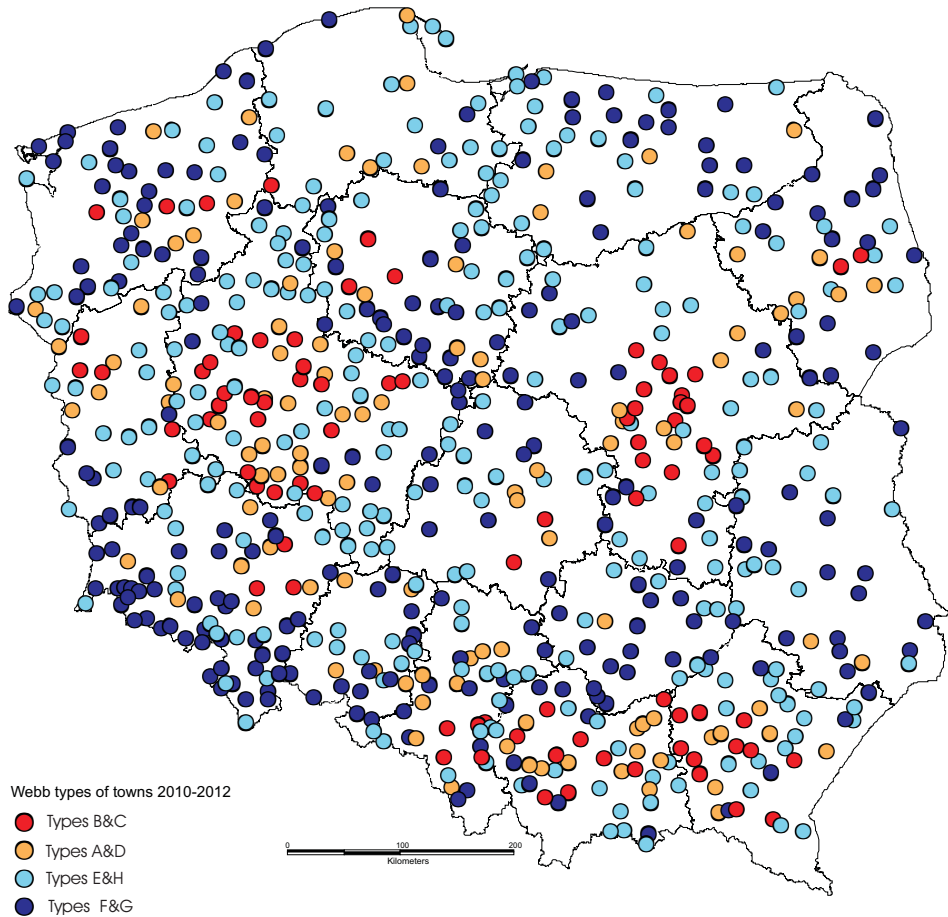 Webb types of towns 2010-2012
Types B&C
Types A&D
Types E&H
Types F&G
0 100 200
Kilometers